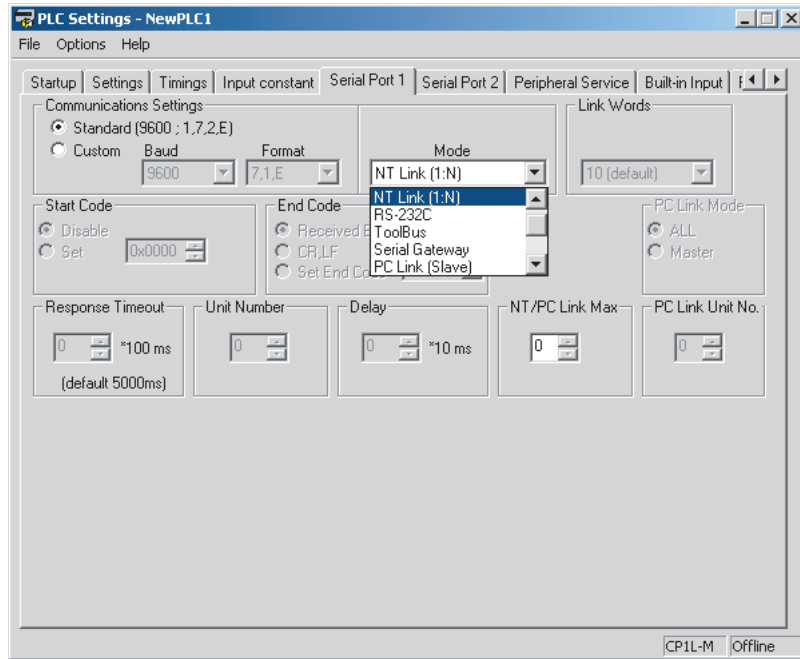 PLC Settings - NewPLC1
File Options Help
Startup Settings Timings Input constant Serial Port 1 Serial Port 2 Peripheral Service Built-in Input
Communications Settings
Standard (9600 ; 1,7,2,E)
Custom Baud Format Mode
9600 7,1,E NT Link (1:N)
Link Words
10 (default)
NT Link (1:N)
RS-232C
ToolBus
Serial Gateway
PC Link (Slave)
Start Code
Disable
Set 0x0000
End Code
Received
CR,LF
Set End
PC Link Mode
ALL
Master
Response Timeout
0 *100 ms
(default 5000ms)
Unit Number
0
Delay
0 *10 ms
NT/PC Link Max
0
PC Link Unit No.
0
CP1L-M Offline